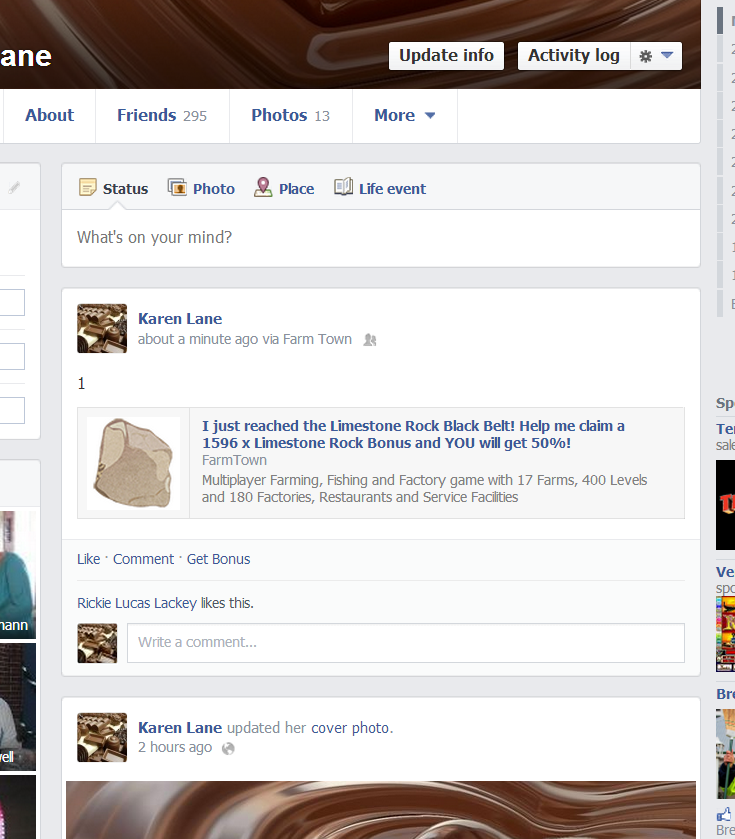 ane
Update info
Activity log
About
Friends 295
Photos 13
More
Status
Photo
Place
Life event
What's on your mind?
Karen Lane
about a minute ago via Farm Town
1
I just reached the Limestone Rock Black Belt! Help me claim a
1596 x Limestone Rock Bonus and YOU will get 50%!
FarmTown
Multiplayer Farming, Fishing and Factory game with 17 Farms, 400 Levels
and 180 Factories, Restaurants and Service Facilities
Like · Comment · Get Bonus
Rickie Lucas Lackey likes this.
Write a comment...
Karen Lane updated her cover photo.
2 hours ago
mann
ell
Sp
Ter
sale
Ve
spo
Bre
Bre